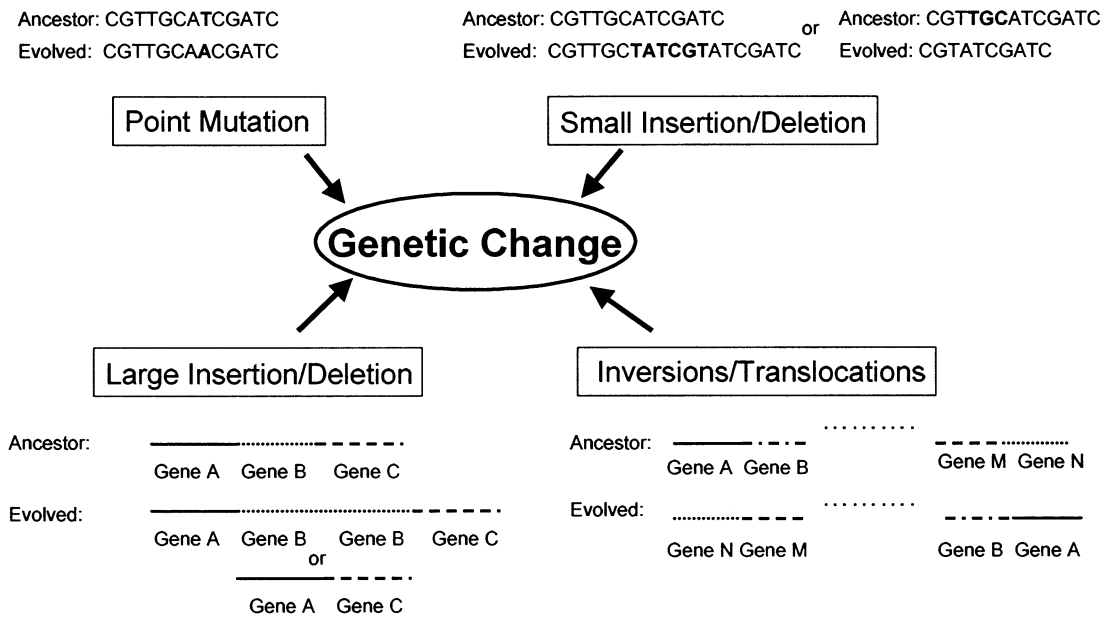 Ancestor: CGTTGCATCGATC
Evolved: CGTTGCAACGATC
Ancestor: CGTTGCATCGATC
Evolved: CGTTGCTATCGTATCGATC
or
Ancestor: CGTTGCATCGATC
Evolved: CGTATCGATC
Point Mutation
Small Insertion/Deletion
Genetic Change
Large Insertion/Deletion
Inversions/Translocations
Ancestor:
Gene A Gene B Gene C
Evolved:
Gene A Gene B Gene B Gene C
or
Gene A Gene C
Ancestor:
Gene A Gene B Gene M Gene N
Evolved:
Gene N Gene M Gene B Gene A